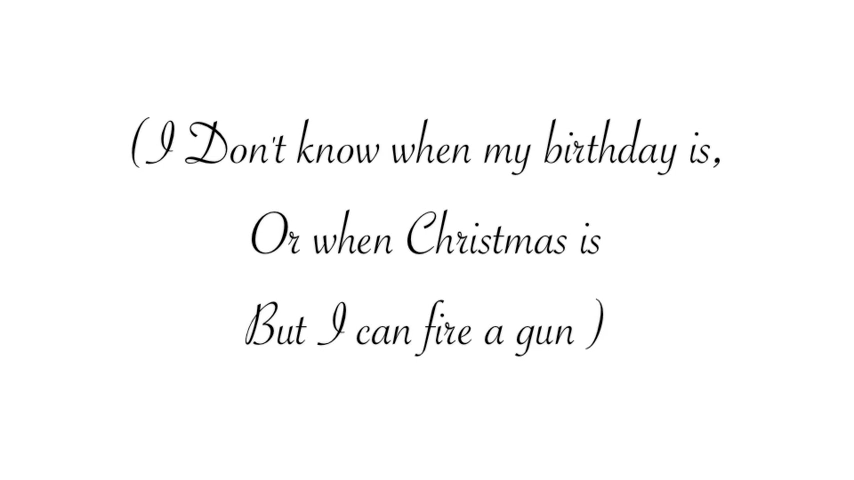 (I Don't know when my birthday is,
Or when Christmas is
But I can fire a gun )